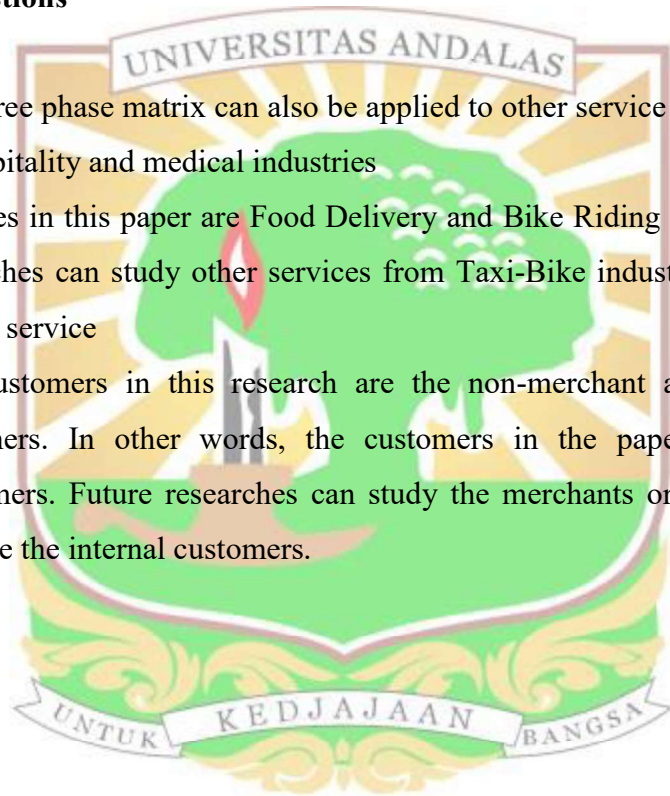 stions
UNIVERSITAS ANDALAS
ree phase matrix can also be applied to other service
pitality and medical industries
es in this paper are Food Delivery and Bike Riding
ches can study other services from Taxi-Bike indust
service
ustomers in this research are the non-merchant a
ners. In other words, the customers in the pape
ners. Future researches can study the merchants or
e the internal customers.
UNTUK KEDJAJAAN BANGSA